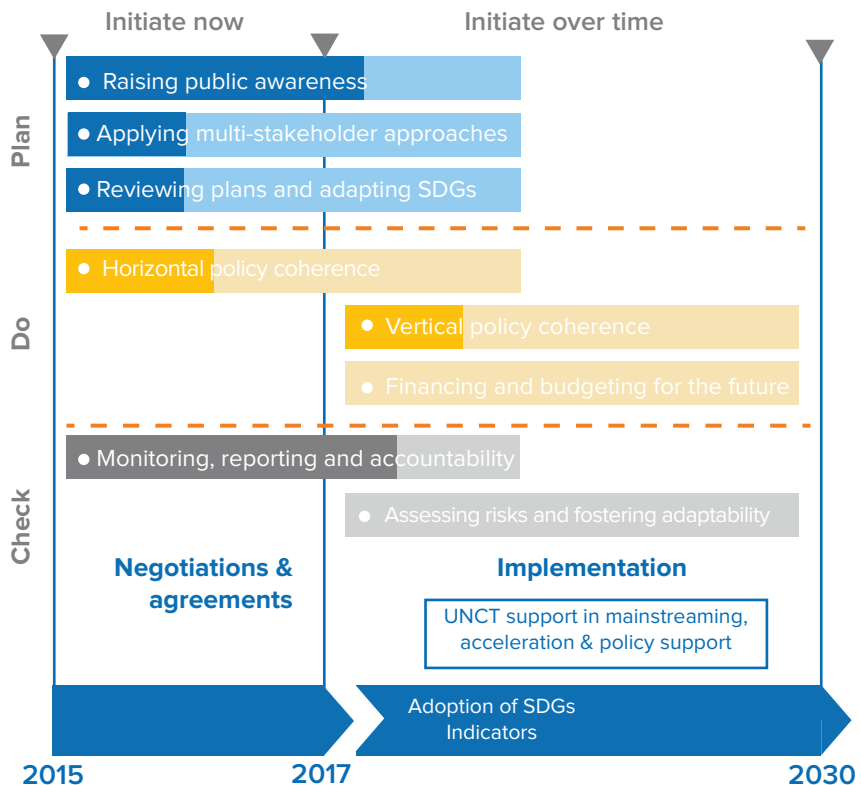 Initiate now
Initiate over time
Plan
Raising public awareness
Applying multi-stakeholder approaches
Reviewing plans and adapting SDGs
Do
Horizontal policy coherence
Vertical policy coherence
Financing and budgeting for the future
Check
Monitoring, reporting and accountability
Assessing risks and fostering adaptability
Negotiations &
agreements
Implementation
UNCT support in mainstreaming,
acceleration & policy support
Adoption of SDGs
Indicators
2015
2017
2030